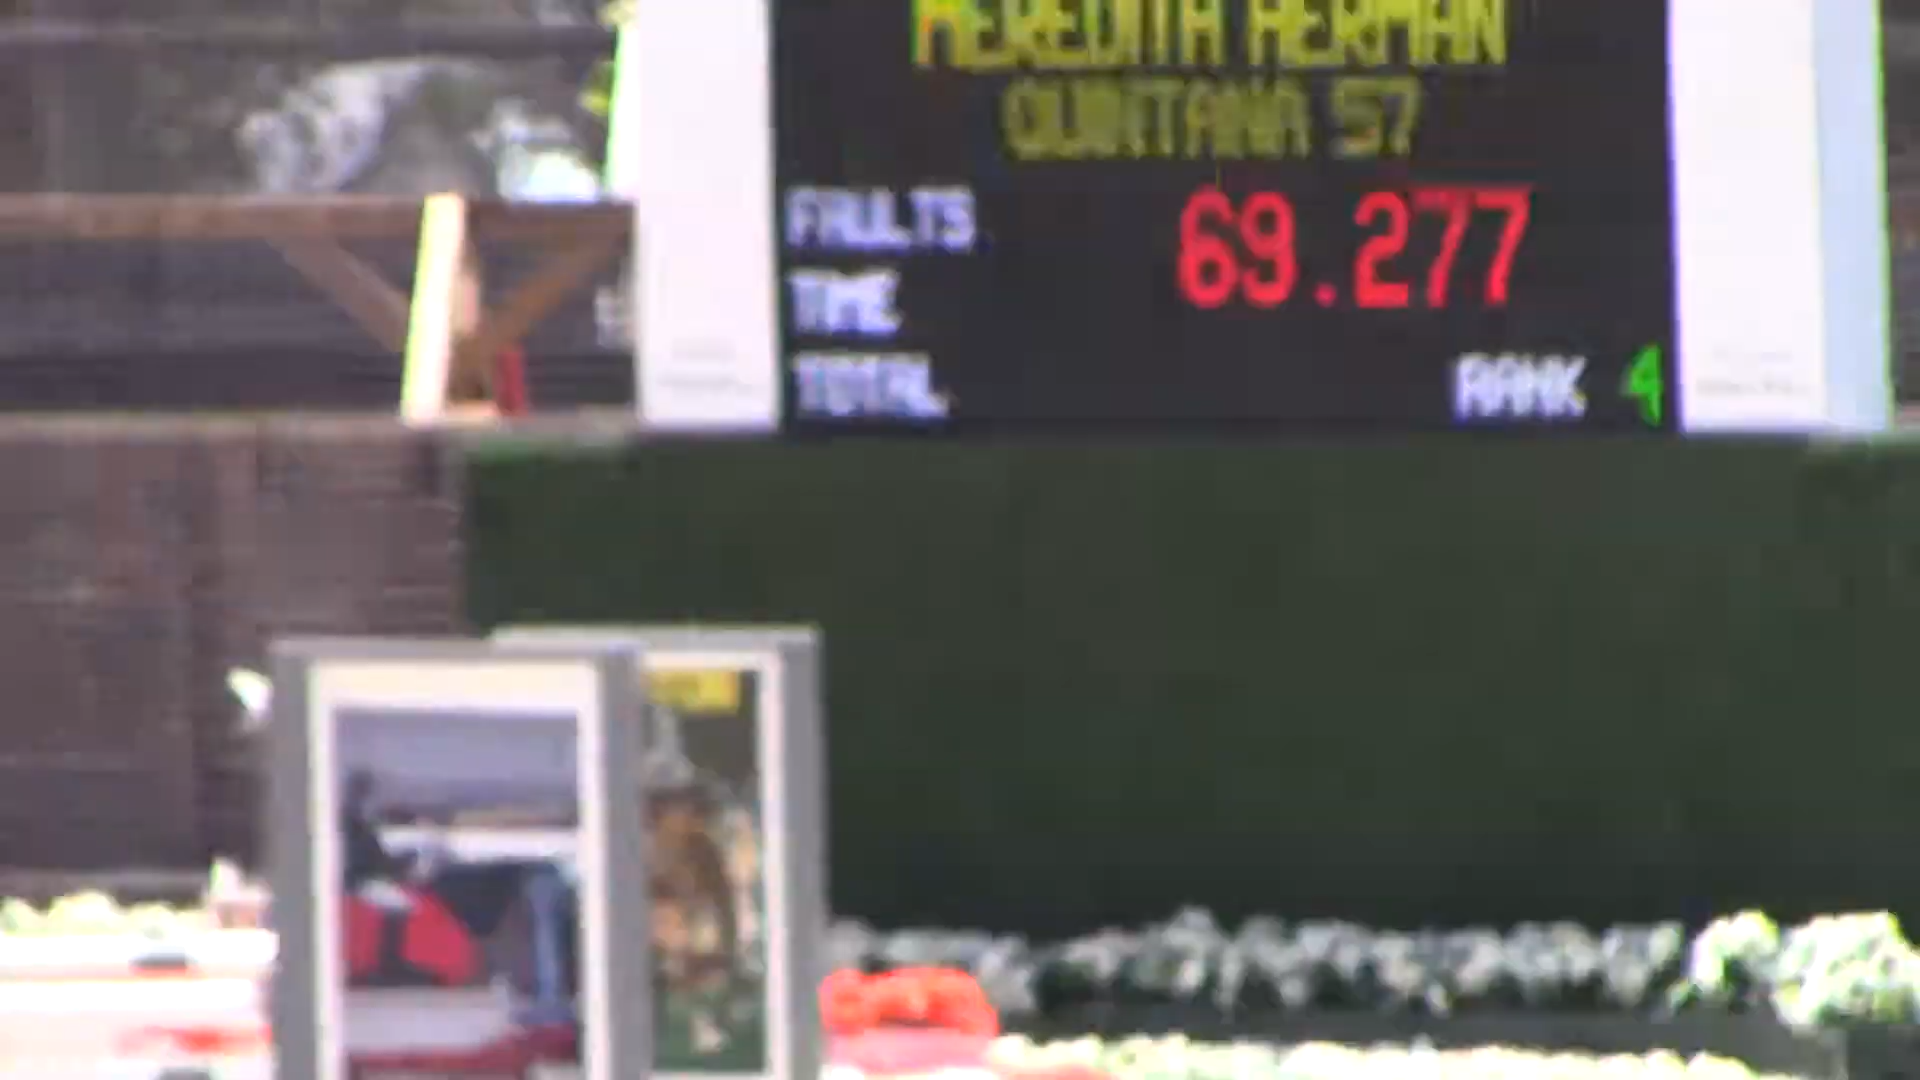 MEREDITH HERMAN
QUINTANA 57
FAULTS
69.277
TIME
TOTAL
RANK 4